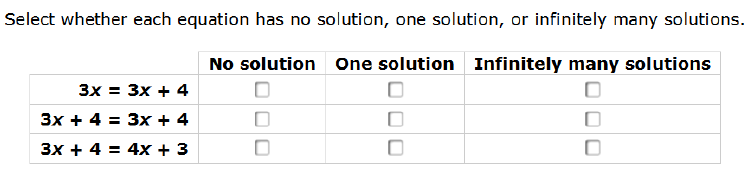 Select whether each equation has no solution, one solution, or infinitely many solutions.
No solution One solution Infinitely many solutions
3x = 3x + 4
3x + 4 = 3x + 4
3x + 4 = 4x + 3